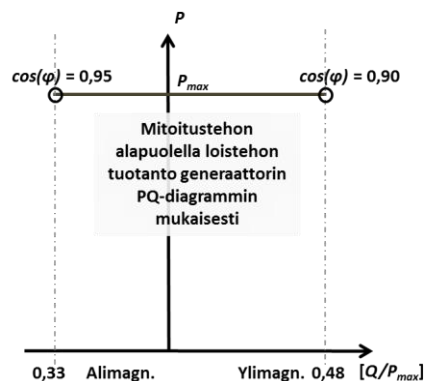 P
cos(φ) = 0,95
P_max
cos(φ) = 0,90
Mitoitustehon
alapuolella loistehon
tuotanto generaattorin
PQ-diagrammin
mukaisesti
0,33 Alimagn. Ylimagn. 0,48 [Q/P_max]